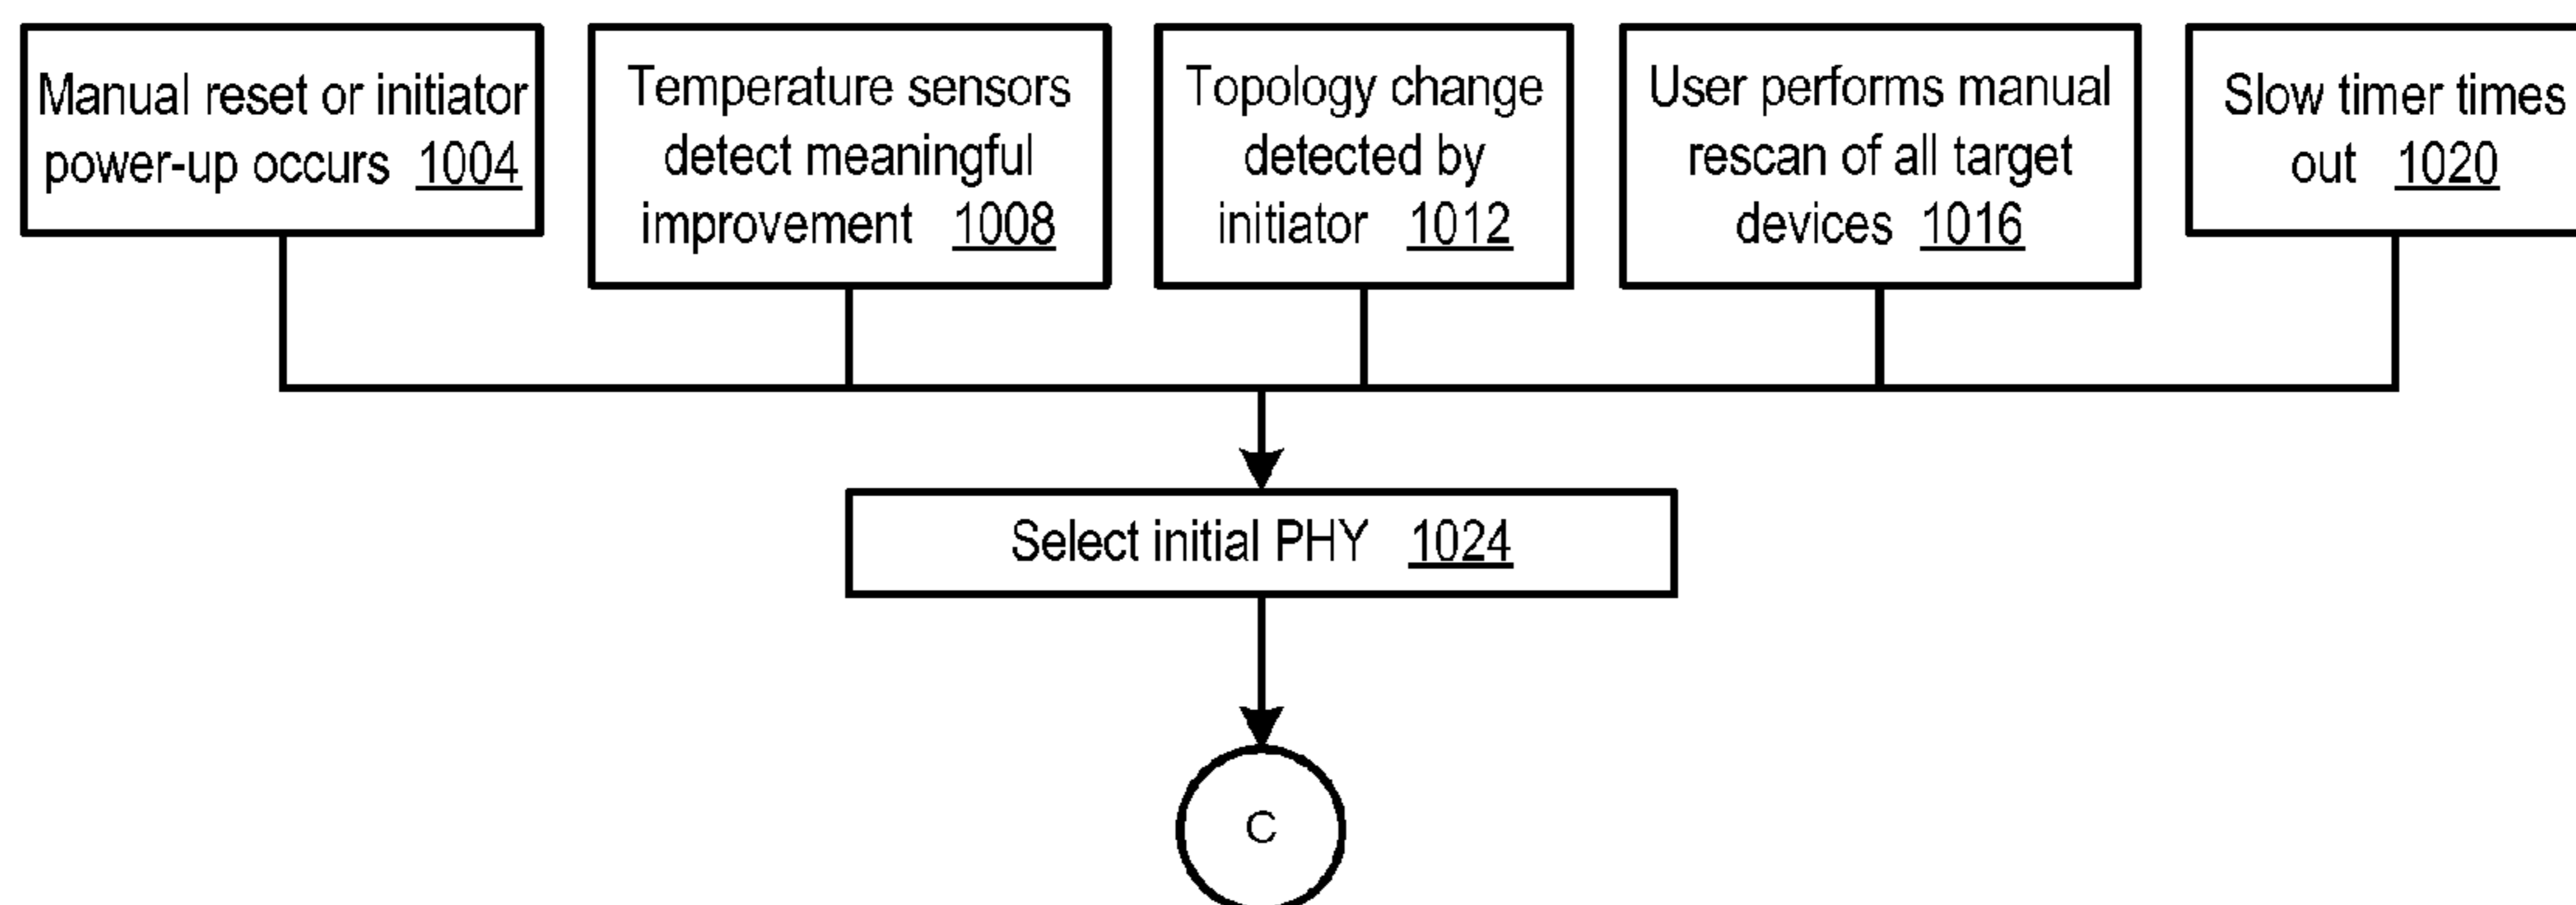 Manual reset or initiator
power-up occurs 1004
Temperature sensors
detect meaningful
improvement 1008
Topology change
detected by
initiator 1012
User performs manual
rescan of all target
devices 1016
Slow timer times
out 1020
Select initial PHY 1024
C